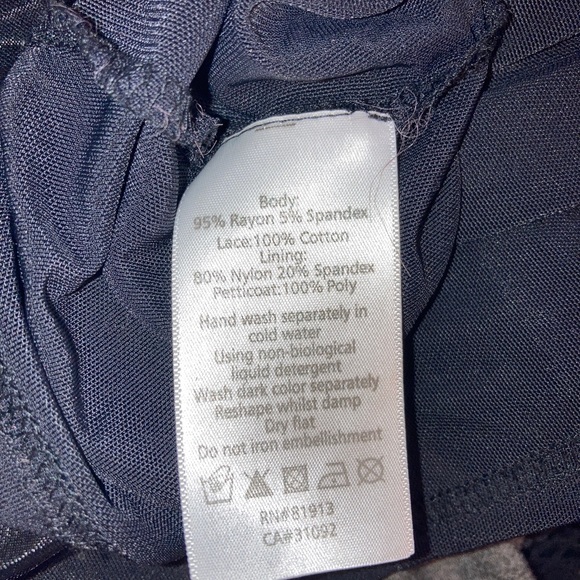 Body:
95% Rayon 5% Spandex
Lace:100% Cotton
Lining:
80% Nylon 20% Spandex
Petticoat:100% Poly
Hand wash separately in
cold water
Using non-biological
liquid detergent
Wash dark color separately
Reshape whilst damp
Dry flat
Do not iron embellishment
RN#81913
CA#31092